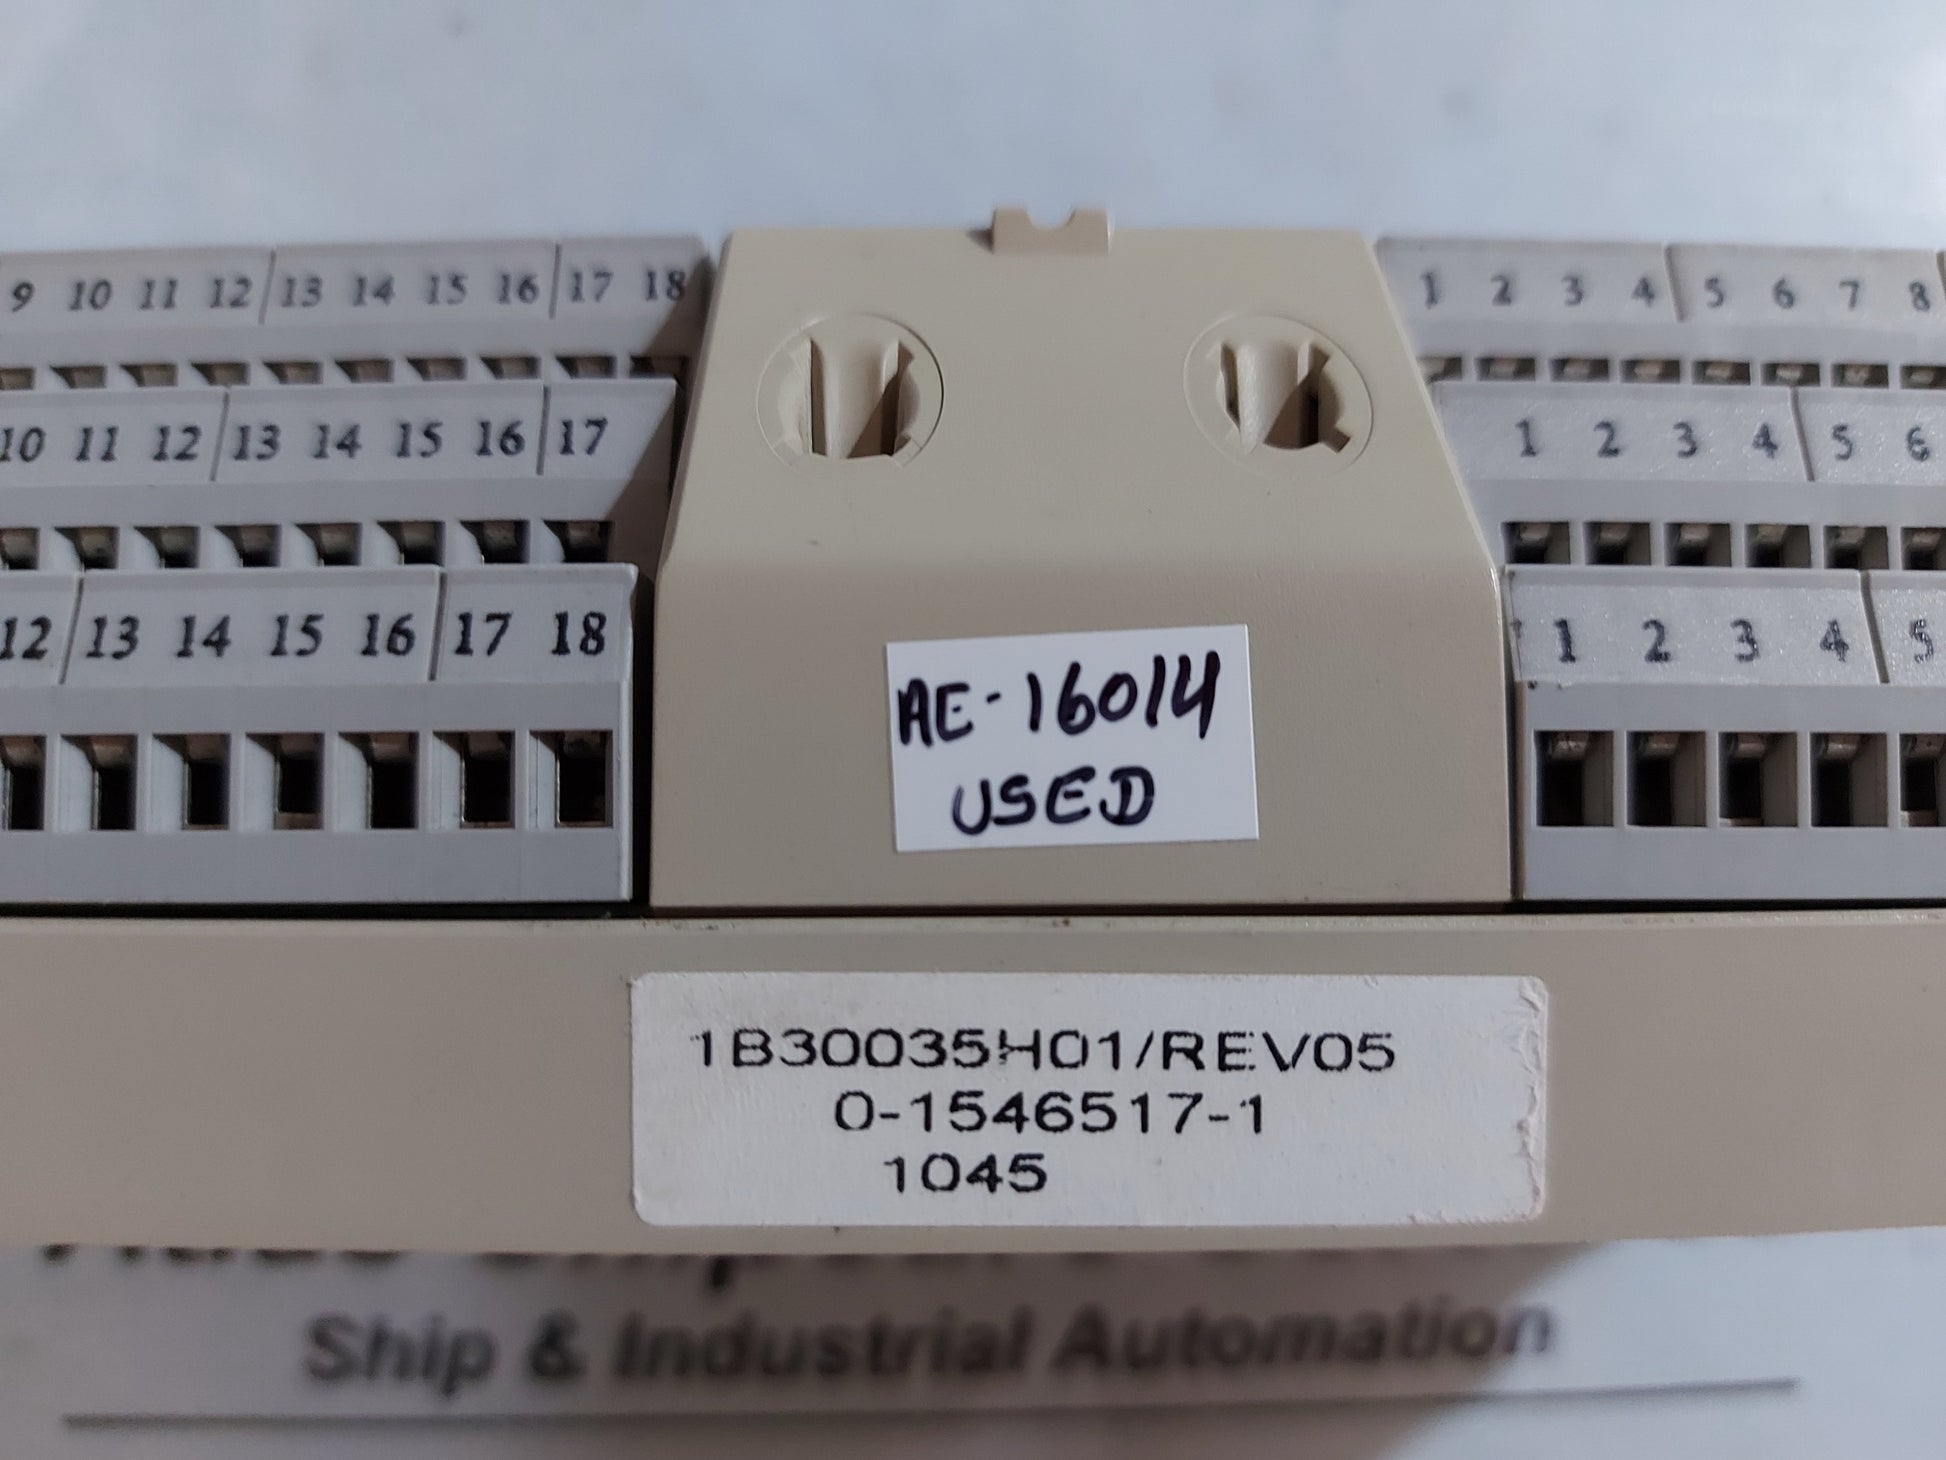 9 10 11 12 13 14 15 16 17 18
1 2 3 4 5 6 7 8
10 11 12 13 14 15 16 17
1 2 3 4 5 6
12 13 14 15 16 17 18
1 2 3 4 5
AE-16014
USED
1B30035H01/REV05
0-1546517-1
1045
Ship & Industrial Automation